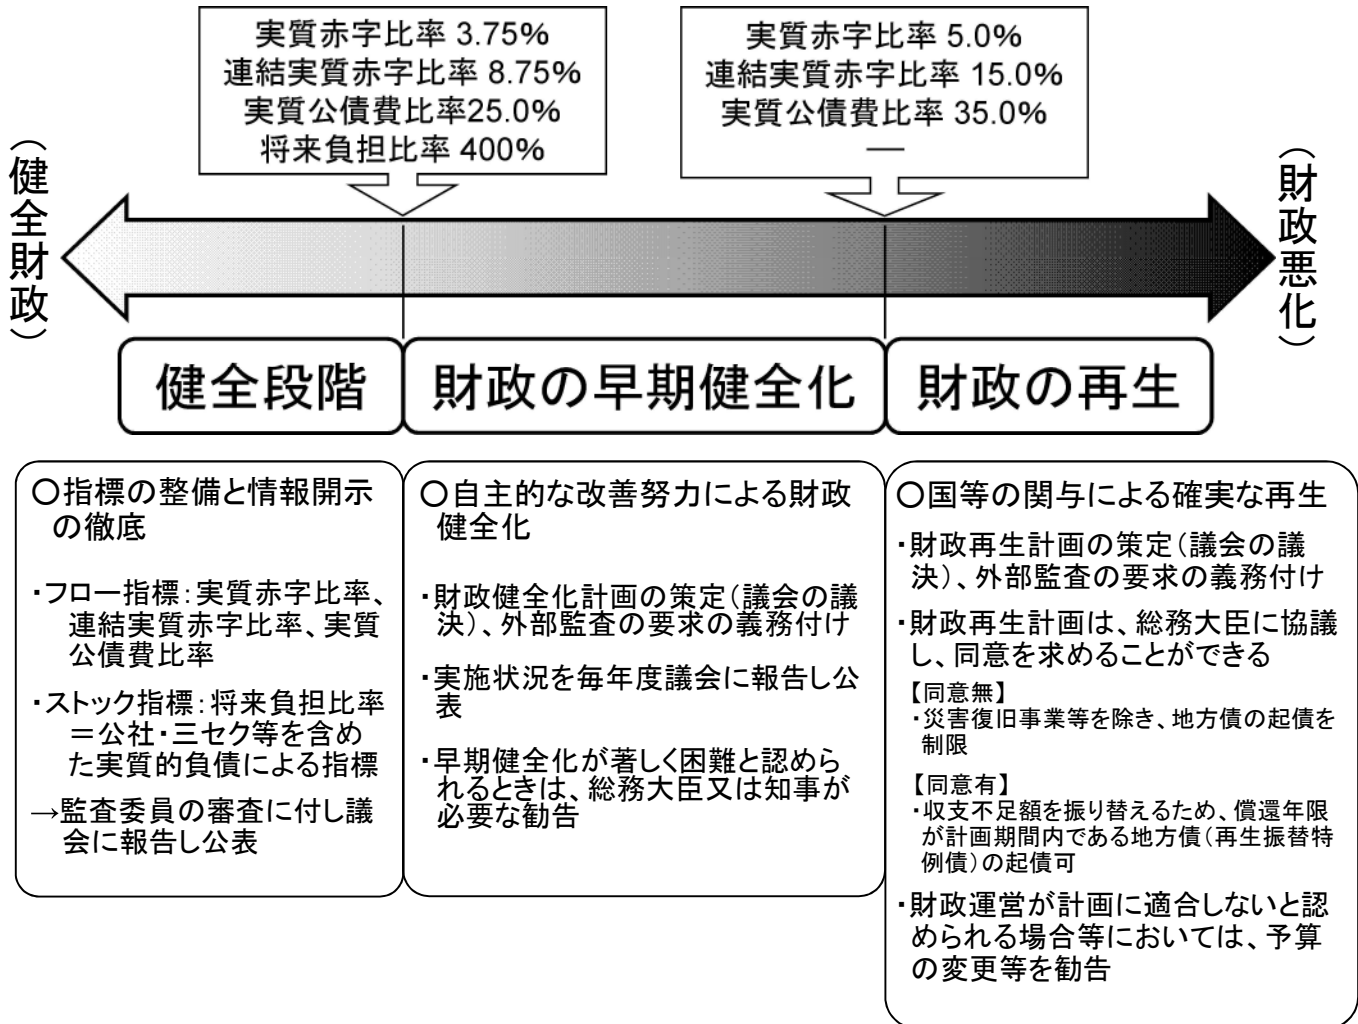 実質赤字比率 3.75%
連結実質赤字比率 8.75%
実質公債費比率25.0%
将来負担比率 400%
実質赤字比率 5.0%
連結実質赤字比率 15.0%
実質公債費比率 35.0%
―
（健全財政）
（財政悪化）
健全段階
財政の早期健全化
財政の再生
○指標の整備と情報開示
の徹底
・フロー指標：実質赤字比率、
連結実質赤字比率、実質
公債費比率
・ストック指標：将来負担比率
＝公社・三セク等を含め
た実質的負債による指標
→監査委員の審査に付し議
会に報告し公表
○自主的な改善努力による財政
健全化
・財政健全化計画の策定（議会の議
決）、外部監査の要求の義務付け
・実施状況を毎年度議会に報告し公
表
・早期健全化が著しく困難と認めら
れるときは、総務大臣又は知事が
必要な勧告
○国等の関与による確実な再生
・財政再生計画の策定（議会の議
決）、外部監査の要求の義務付け
・財政再生計画は、総務大臣に協議
し、同意を求めることができる
【同意無】
・災害復旧事業等を除き、地方債の起債を
制限
【同意有】
・収支不足額を振り替えるため、償還年限
が計画期間内である地方債（再生振替特
例債）の起債可
・財政運営が計画に適合しないと認
められる場合等においては、予算
の変更等を勧告